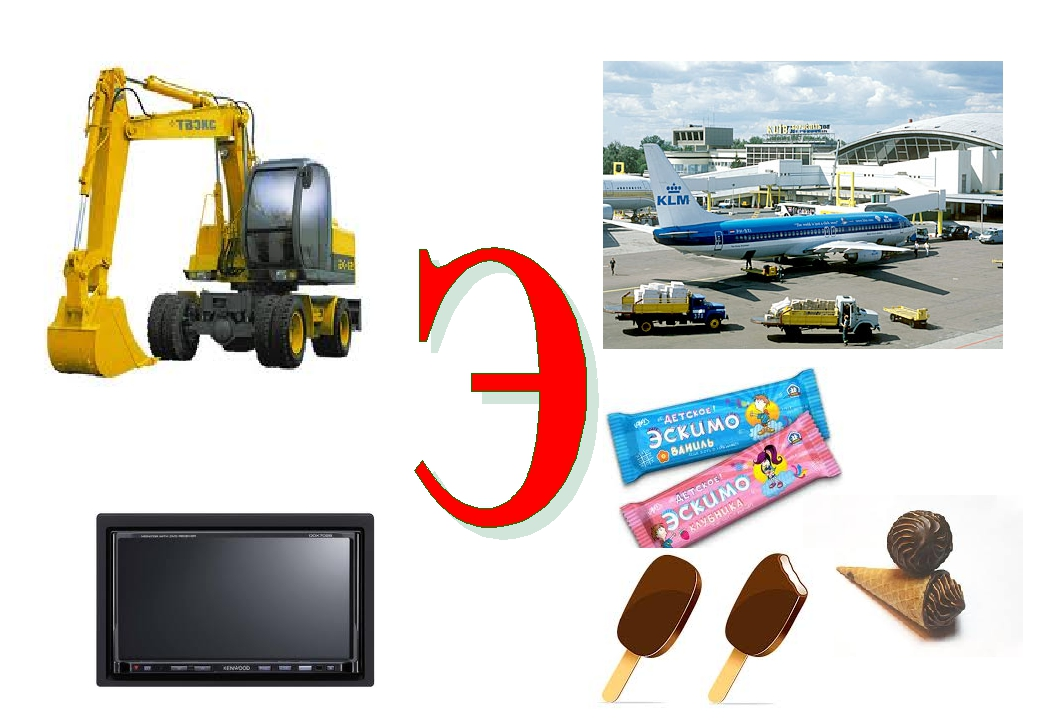 ТВЭКС
KLM
Э
ДЕТСКОЕ!
ЭСКИМО
ВАНИЛЬ
ДЕТСКОЕ!
ЭСКИМО
КЛУБНИКА
KENWOOD